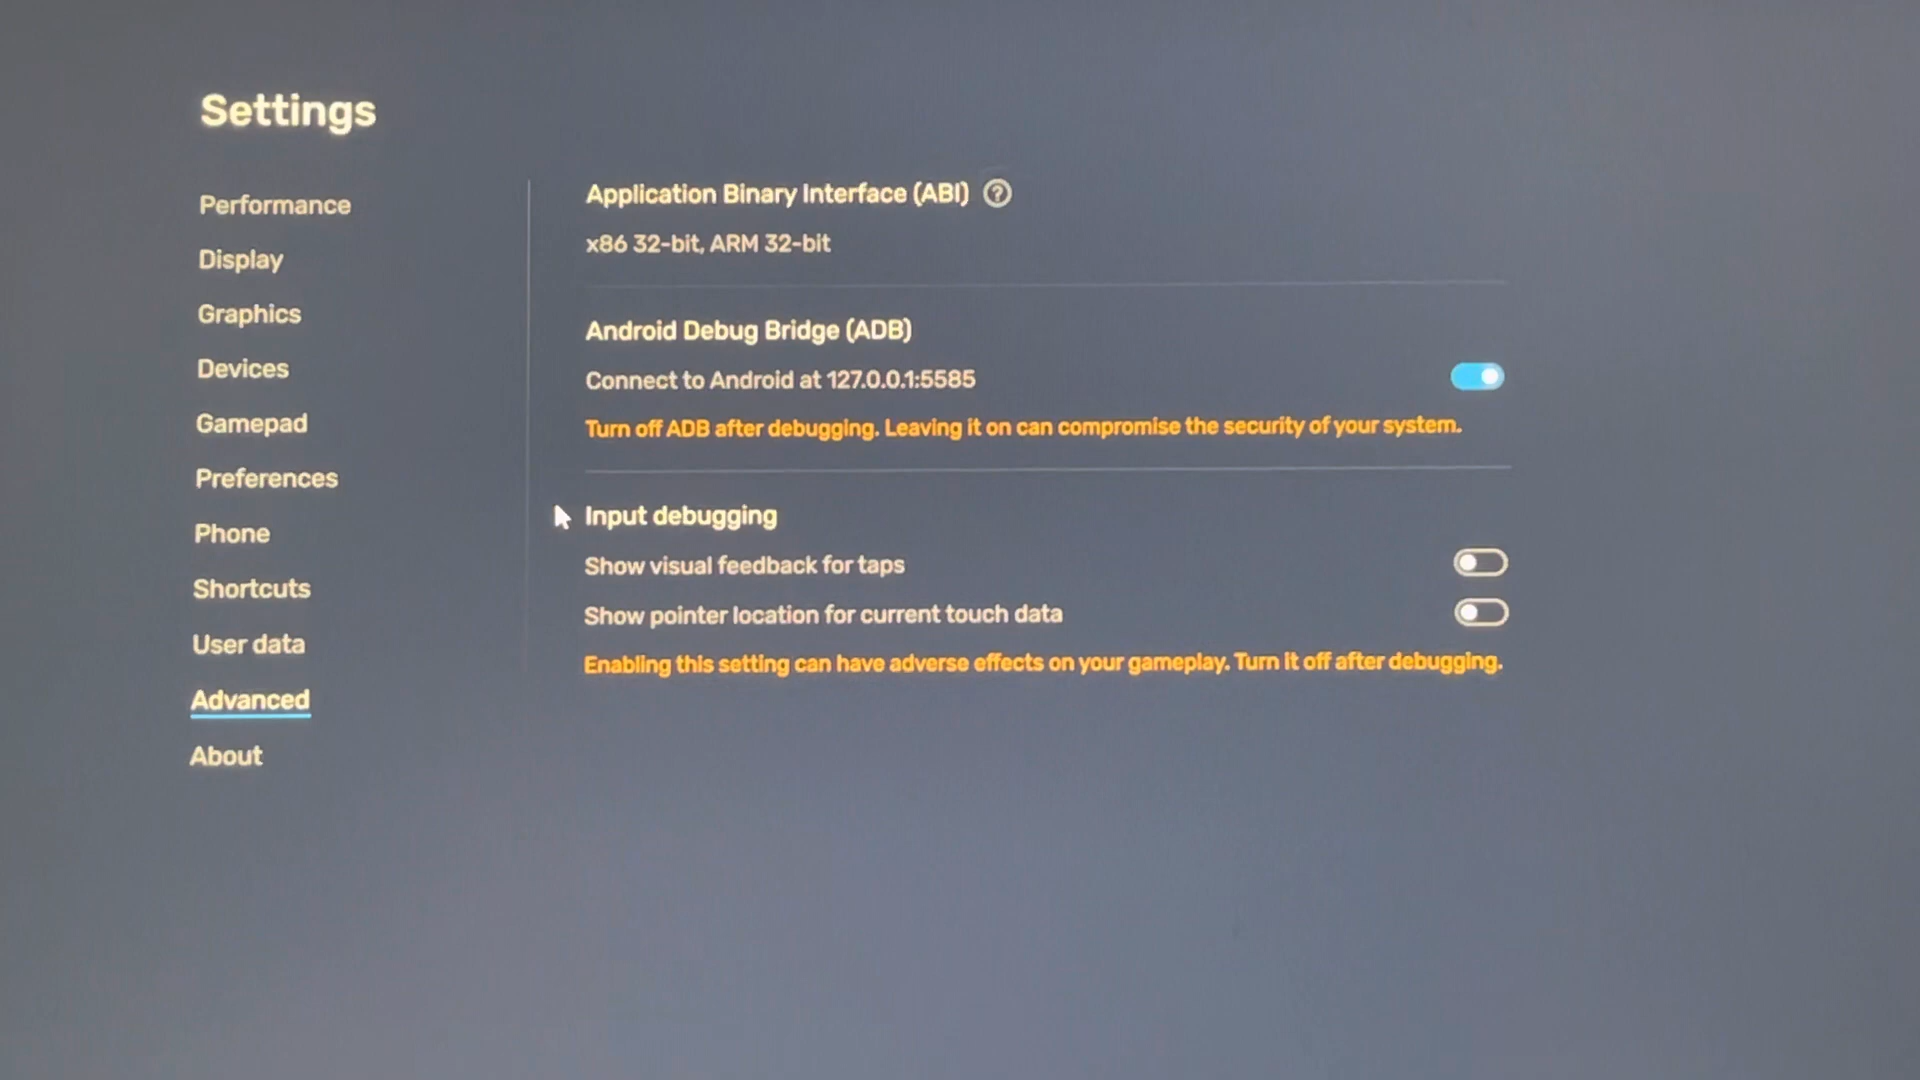 Settings
Performance
Display
Graphics
Devices
Gamepad
Preferences
Phone
Shortcuts
User data
Advanced
About
Application Binary Interface (ABI) ?
x86 32-bit, ARM 32-bit
Android Debug Bridge (ADB)
Connect to Android at 127.0.0.1:5585
Turn off ADB after debugging. Leaving it on can compromise the security of your system.
Input debugging
Show visual feedback for taps
Show pointer location for current touch data
Enabling this setting can have adverse effects on your gameplay. Turn it off after debugging.